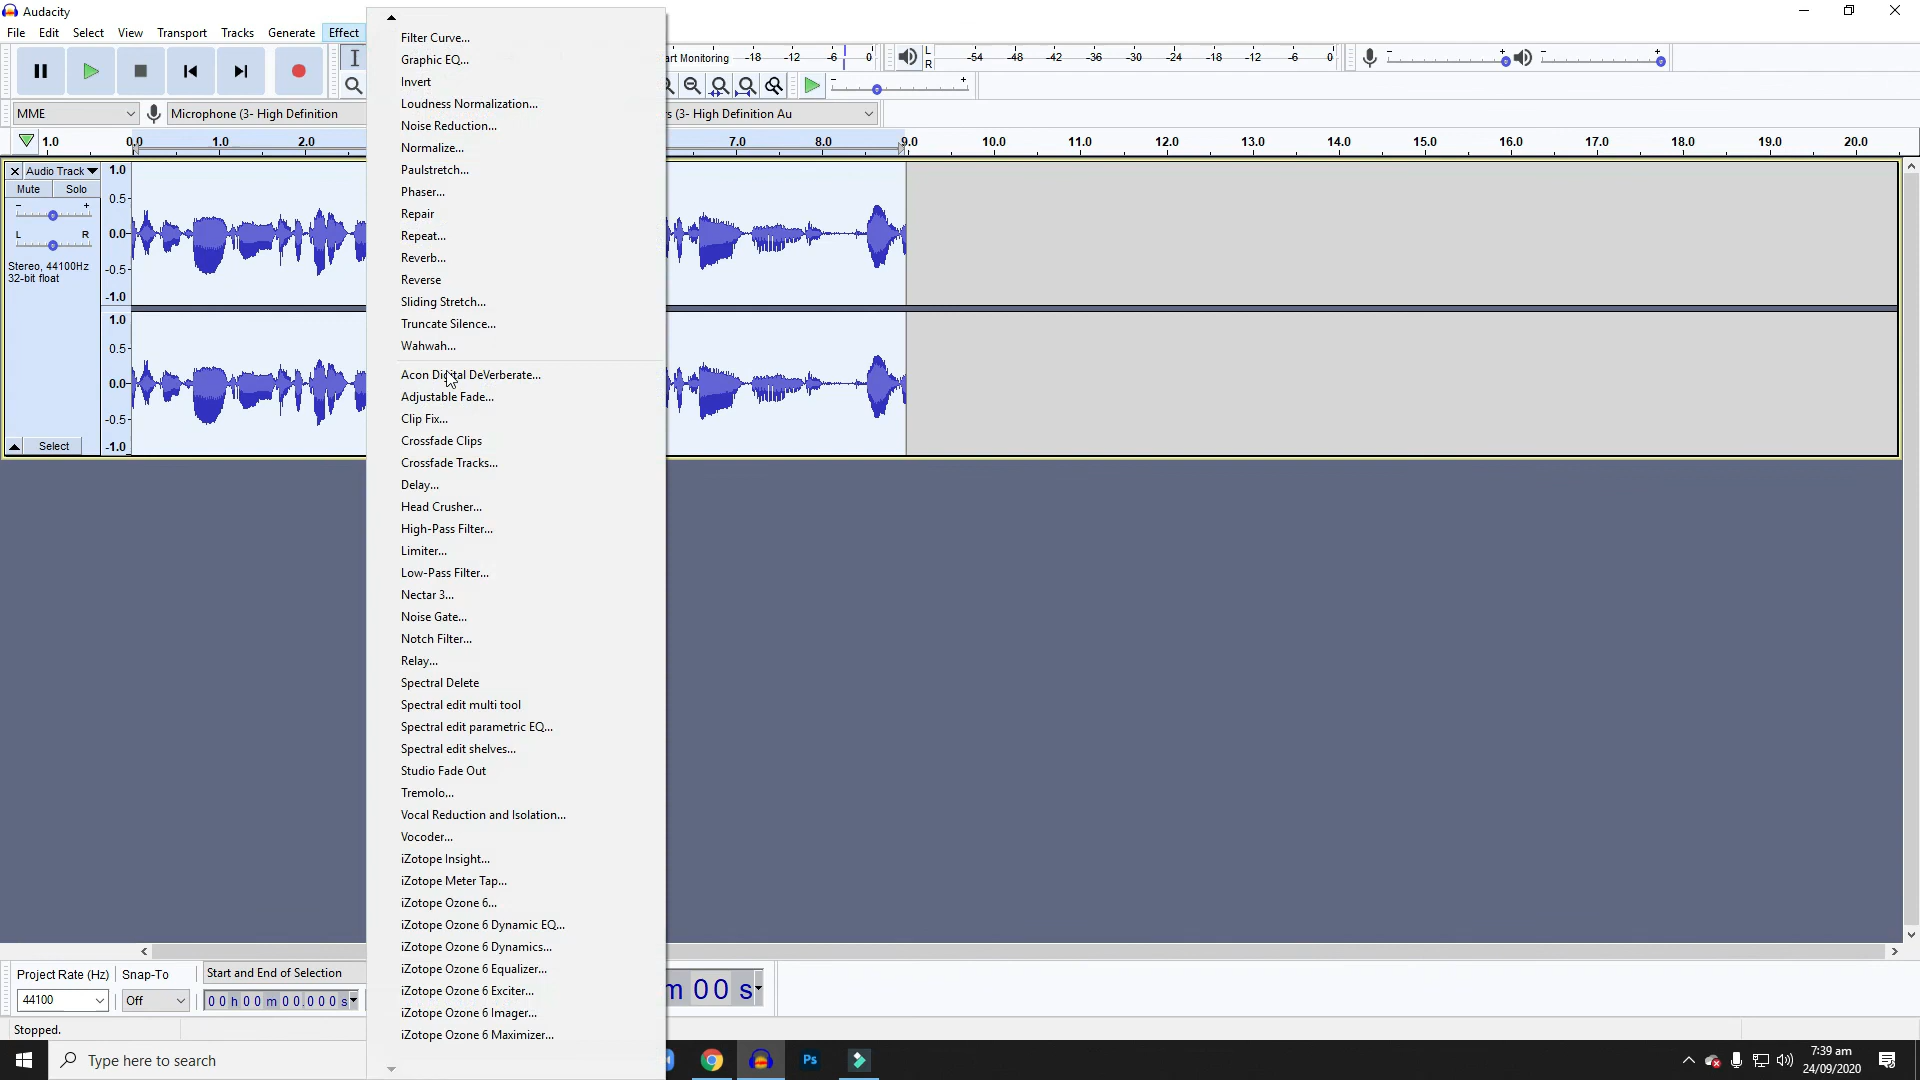 Audacity
File Edit Select View Transport Tracks Generate Effect
art Monitoring -18 -12 -6 0
L
R
-54 -48 -42 -36 -30 -24 -18 -12 -6 0
MME
Microphone (3- High Definition
s (3- High Definition Au
1.0 0.0 1.0 2.0 7.0 8.0 9.0 10.0 11.0 12.0 13.0 14.0 15.0 16.0 17.0 18.0 19.0 20.0
Audio Track
Mute Solo
- +
L R
Stereo, 44100Hz
32-bit float
Select
1.0
0.5-
0.0-
-0.5-
-1.0
1.0
0.5-
0.0-
-0.5-
-1.0
Filter Curve...
Graphic EQ...
Invert
Loudness Normalization...
Noise Reduction...
Normalize...
Paulstretch...
Phaser...
Repair
Repeat...
Reverb...
Reverse
Sliding Stretch...
Truncate Silence...
Wahwah...
Acon Digital DeVerberate...
Adjustable Fade...
Clip Fix...
Crossfade Clips
Crossfade Tracks...
Delay...
Head Crusher...
High-Pass Filter...
Limiter...
Low-Pass Filter...
Nectar 3...
Noise Gate...
Notch Filter...
Relay...
Spectral Delete
Spectral edit multi tool
Spectral edit parametric EQ...
Spectral edit shelves...
Studio Fade Out
Tremolo...
Vocal Reduction and Isolation...
Vocoder...
iZotope Insight...
iZotope Meter Tap...
iZotope Ozone 6...
iZotope Ozone 6 Dynamic EQ...
iZotope Ozone 6 Dynamics...
iZotope Ozone 6 Equalizer...
iZotope Ozone 6 Exciter...
iZotope Ozone 6 Imager...
iZotope Ozone 6 Maximizer...
Project Rate (Hz) Snap-To Start and End of Selection
44100 Off 00 h 00 m 00.000 s
m 00 s
Stopped.
Type here to search
Ps
7:39 am
24/09/2020